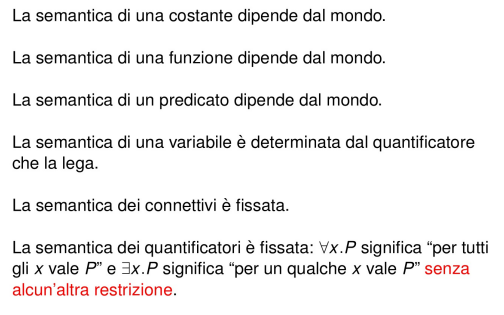 La semantica di una costante dipende dal mondo.
La semantica di una funzione dipende dal mondo.
La semantica di un predicato dipende dal mondo.
La semantica di una variabile è determinata dal quantificatore
che la lega.
La semantica dei connettivi è fissata.
La semantica dei quantificatori è fissata: ∀x.P significa “per tutti
gli x vale P” e ∃x.P significa “per un qualche x vale P” senza
alcun’altra restrizione.